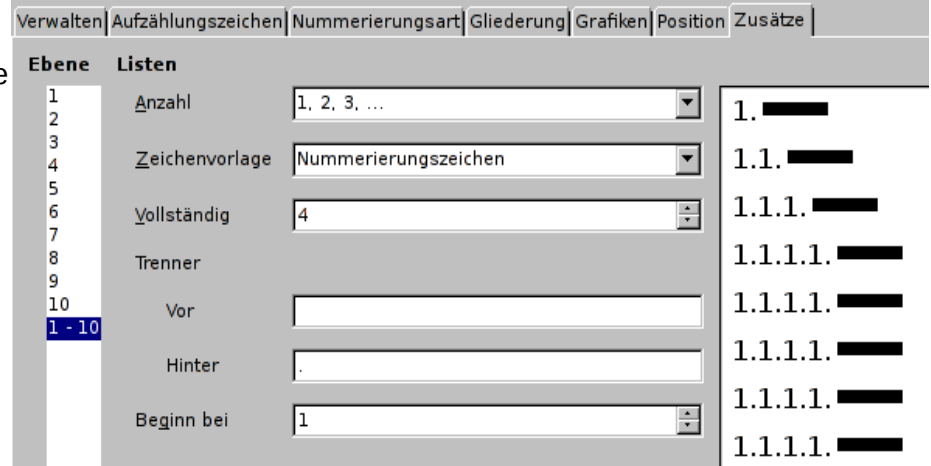 Verwalten Aufzählungszeichen Nummerierungsart Gliederung Grafiken Position Zusätze
e
Ebene Listen
1
2
3
4
5
6
7
8
9
10
1 - 10
Anzahl 1, 2, 3, ...
Zeichenvorlage Nummerierungszeichen
Vollständig 4
Trenner
Vor
Hinter .
Beginn bei 1
1.
1.1.
1.1.1.
1.1.1.1.
1.1.1.1.
1.1.1.1.
1.1.1.1.
1.1.1.1.